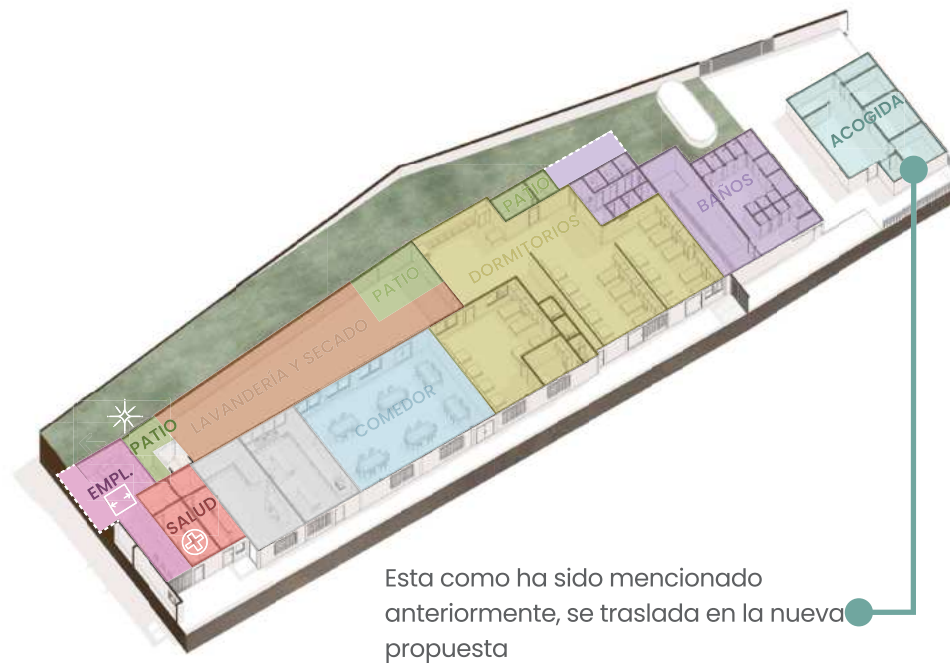 ACOGIDA
BAÑOS
PATIO
DORMITORIOS
PATIO
LAVANDERÍA Y SECADO
COMEDOR
PATIO
EMPL.
SALUD
Esta como ha sido mencionado
anteriormente, se traslada en la nueva
propuesta